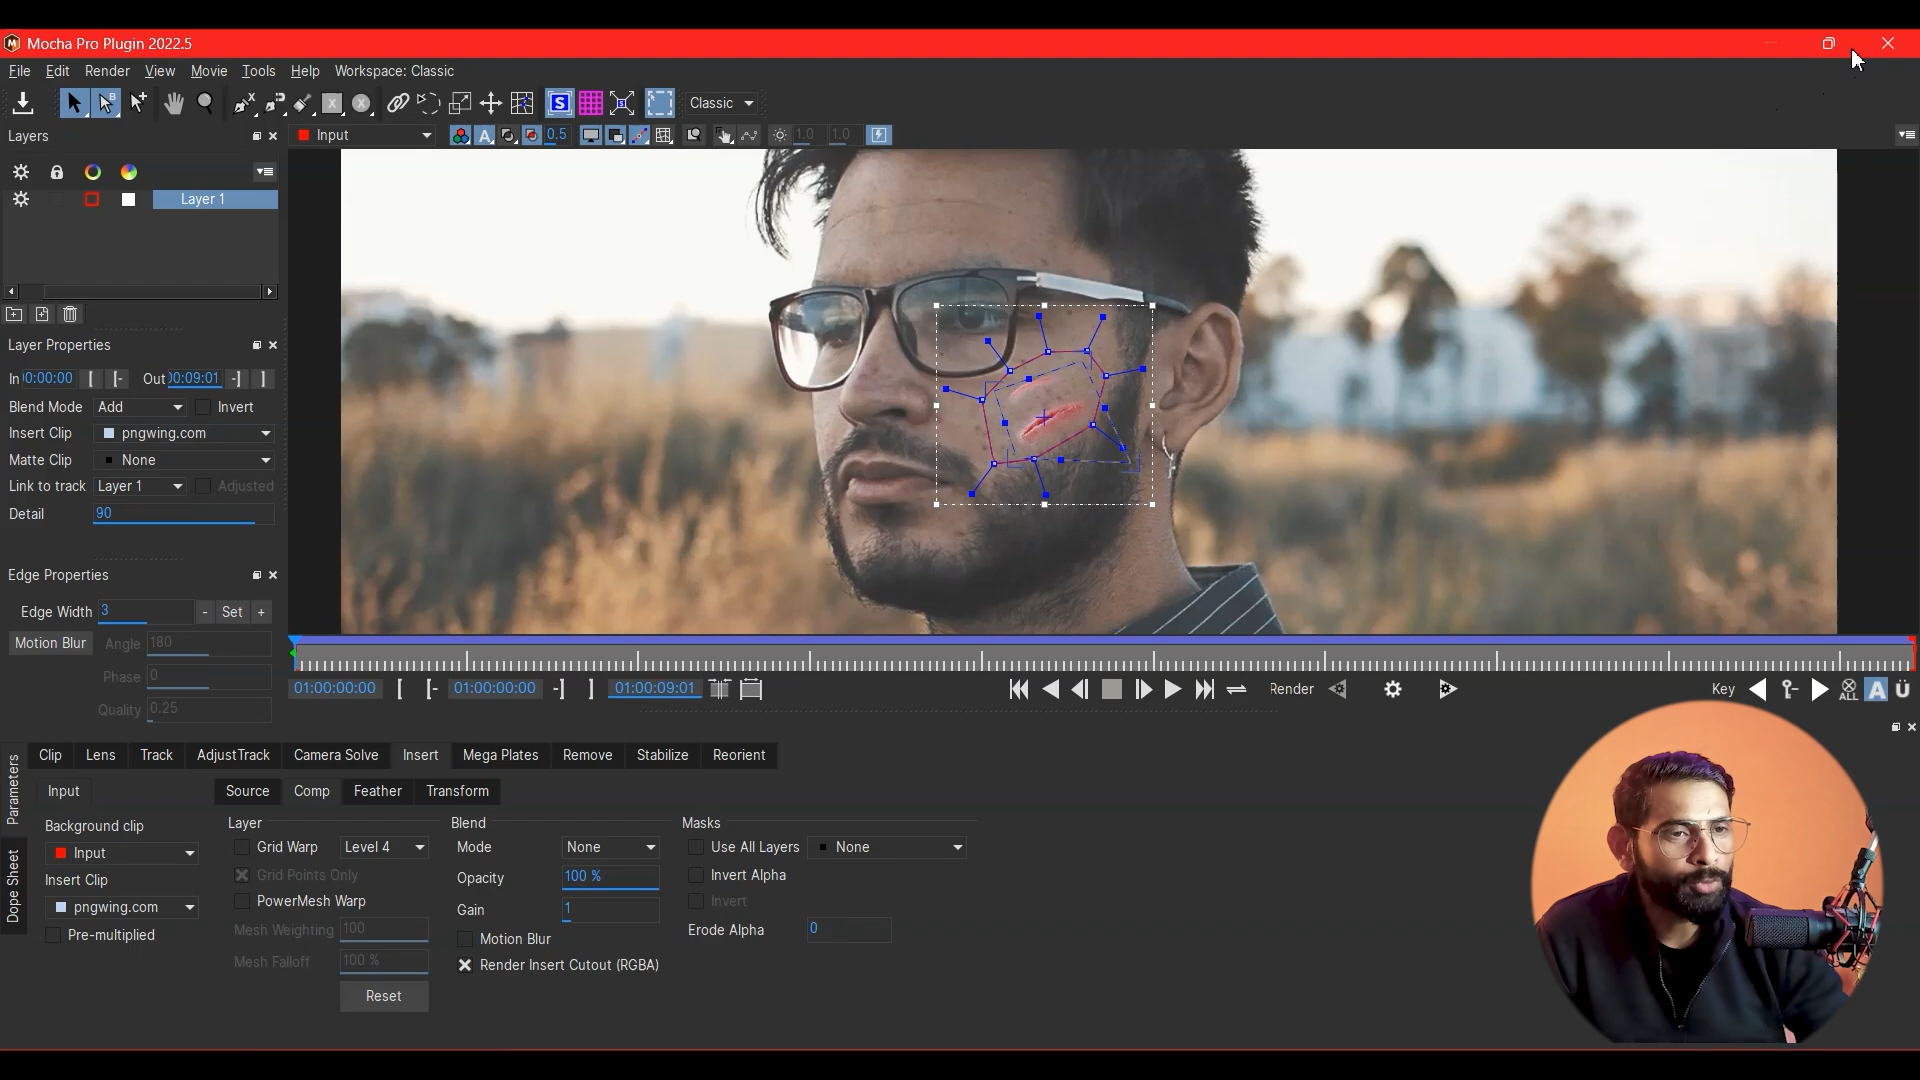 Mocha Pro Plugin 2022.5
File Edit Render View Movie Tools Help Workspace: Classic
S Classic
Layers
Input A 0.5 1.0 1.0
Layer 1
Layer Properties
In 0:00:00 [ [- Out 00:09:01 -] ]
Blend Mode Add Invert
Insert Clip pngwing.com
Matte Clip None
Link to track Layer 1 Adjusted
Detail 90
Edge Properties
Edge Width 3 - Set +
Motion Blur Angle 180
Phase 0
Quality 0.25
01:00:00:00 [ [- 01:00:00:00 -] ] 01:00:09:01 Render Key ALL A Ü
Clip Lens Track AdjustTrack Camera Solve Insert Mega Plates Remove Stabilize Reorient
Parameters
Dope Sheet
Input Source Comp Feather Transform
Background clip
Input
Insert Clip
pngwing.com
Pre-multiplied
Layer
Grid Warp Level 4
Grid Points Only
PowerMesh Warp
Mesh Weighting 100
Mesh Falloff 100 %
Reset
Blend
Mode None
Opacity 100 %
Gain 1
Motion Blur
Render Insert Cutout (RGBA)
Masks
Use All Layers None
Invert Alpha
Invert
Erode Alpha 0